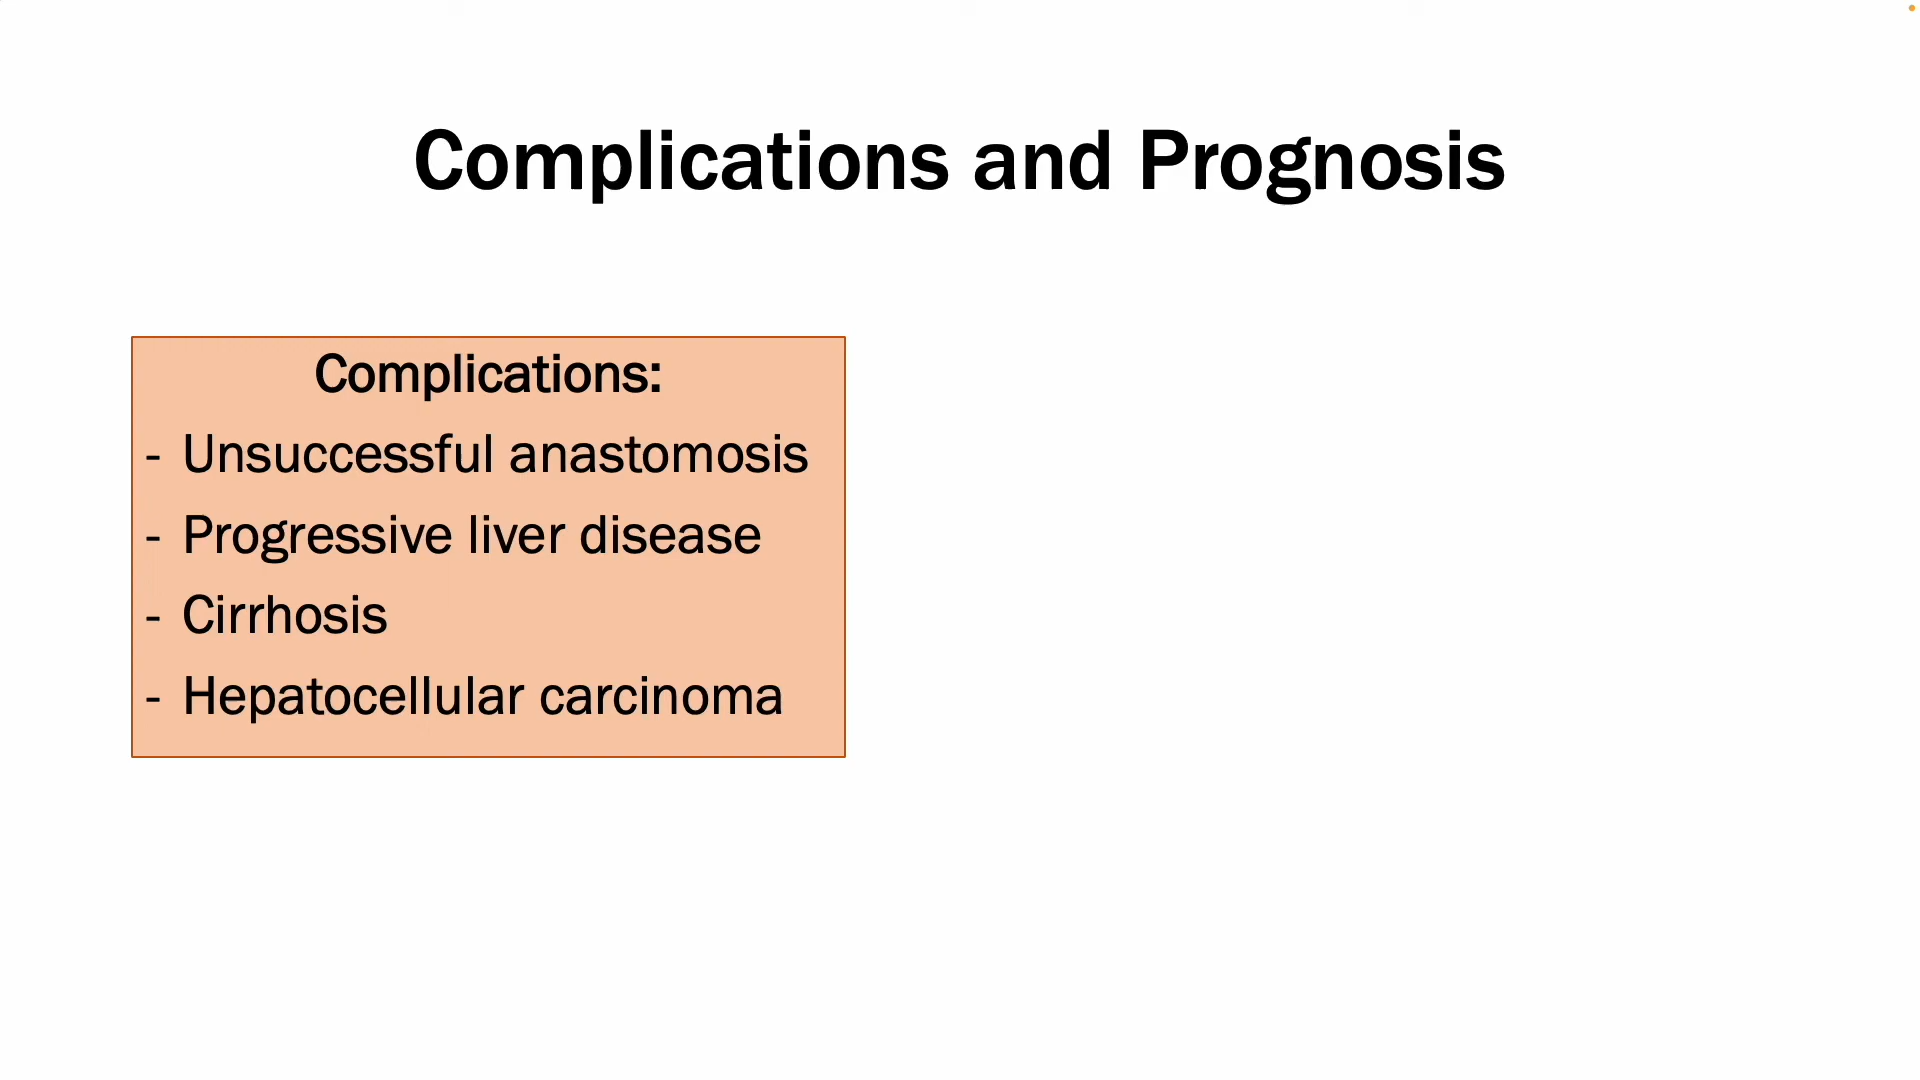 Complications and Prognosis
Complications:
- Unsuccessful anastomosis
- Progressive liver disease
- Cirrhosis
- Hepatocellular carcinoma